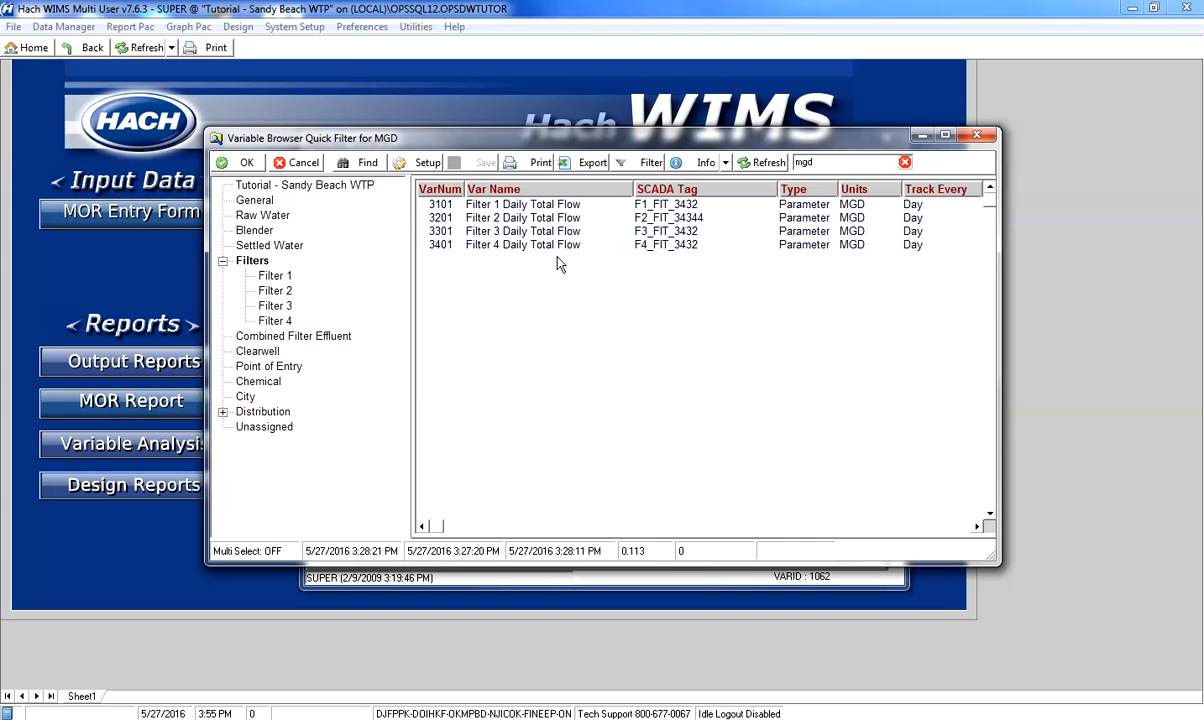 Hach WIMS Multi User v7.6.3 - SUPER @ "Tutorial - Sandy Beach WTP" on (LOCAL)\OPSSQL12.OPSDWTUTOR
File Data Manager Report Pac Graph Pac Design System Setup Preferences Utilities Help
Home Back Refresh Print
HACH
Hach WIMS
< Input Data
MOR Entry Form
< Reports >
Output Reports
MOR Report
Variable Analysis
Design Reports
Variable Browser Quick Filter for MGD
OK Cancel Find Setup Save Print Export Filter Info Refresh mgd
Tutorial - Sandy Beach WTP
General
Raw Water
Blender
Settled Water
Filters
Filter 1
Filter 2
Filter 3
Filter 4
Combined Filter Effluent
Clearwell
Point of Entry
Chemical
City
Distribution
Unassigned
VarNum Var Name SCADA Tag Type Units Track Every
3101 Filter 1 Daily Total Flow F1_FIT_3432 Parameter MGD Day
3201 Filter 2 Daily Total Flow F2_FIT_34344 Parameter MGD Day
3301 Filter 3 Daily Total Flow F3_FIT_3432 Parameter MGD Day
3401 Filter 4 Daily Total Flow F4_FIT_3432 Parameter MGD Day
Multi Select: OFF 5/27/2016 3:28:21 PM 5/27/2016 3:27:20 PM 5/27/2016 3:28:11 PM 0.113 0
SUPER (2/9/2009 3:19:46 PM) VARID : 1062
Sheet1
5/27/2016 3:55 PM 0 DJFPPK-DOIHKF-OKMPBD-NJICOK-FINEEP-ON Tech Support 800-677-0067 Idle Logout Disabled